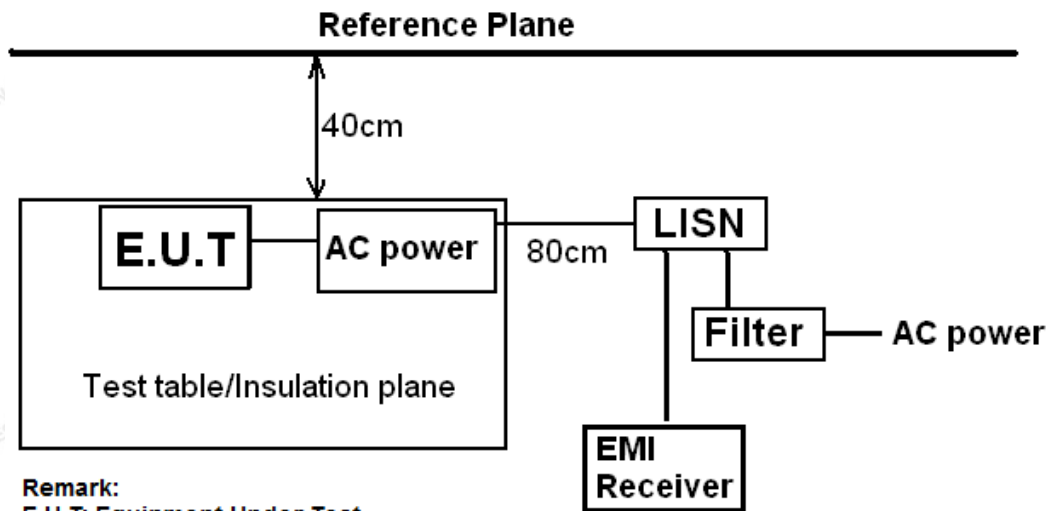 Reference Plane
40cm
E.U.T
AC power
80cm
LISN
Filter
AC power
Test table/Insulation plane
EMI
Receiver
Remark:
E.U.T: Equipment Under Test